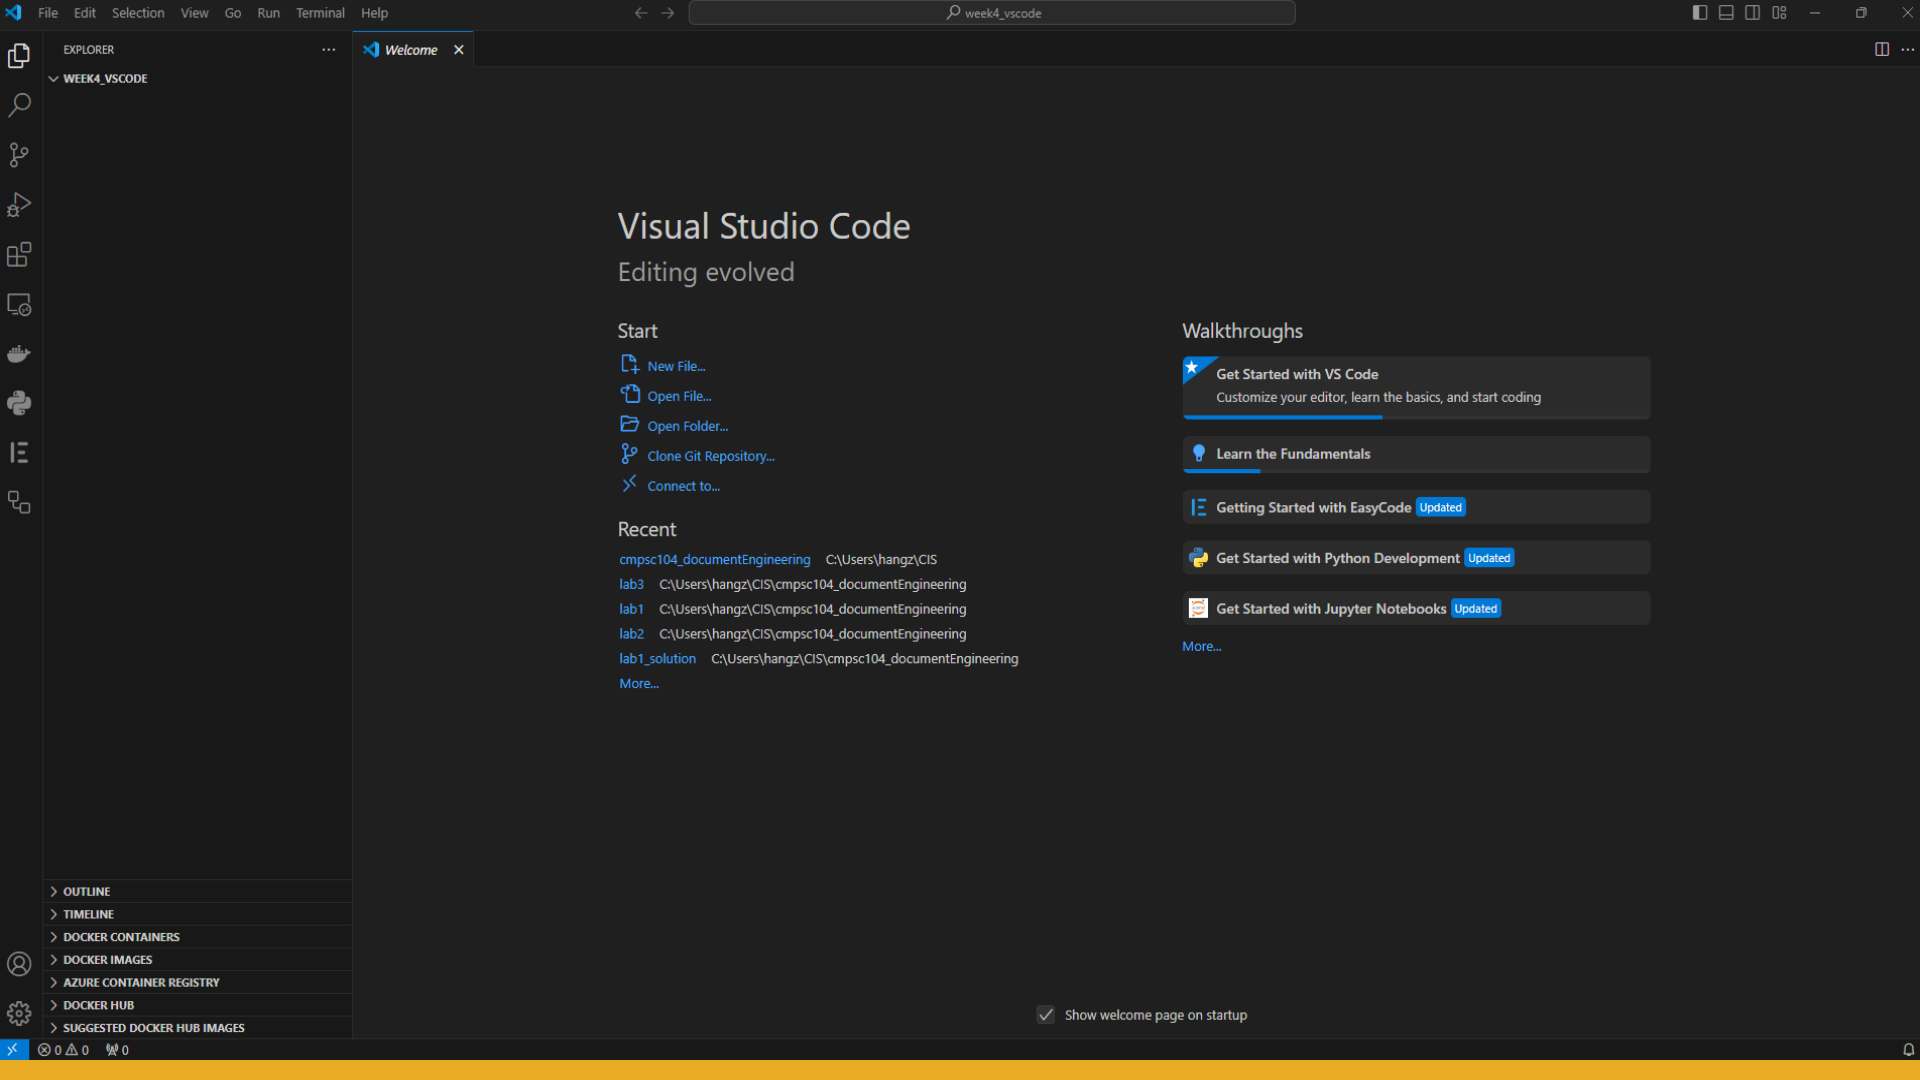 File Edit Selection View Go Run Terminal Help
week4_vscode
EXPLORER
WEEK4_VSCODE
Welcome
Visual Studio Code
Editing evolved
Start
New File...
Open File...
Open Folder...
Clone Git Repository...
Connect to...
Recent
cmpsc104_documentEngineering C:\Users\hangz\CIS
lab3 C:\Users\hangz\CIS\cmpsc104_documentEngineering
lab1 C:\Users\hangz\CIS\cmpsc104_documentEngineering
lab2 C:\Users\hangz\CIS\cmpsc104_documentEngineering
lab1_solution C:\Users\hangz\CIS\cmpsc104_documentEngineering
More...
Walkthroughs
Get Started with VS Code
Customize your editor, learn the basics, and start coding
Learn the Fundamentals
Getting Started with EasyCode Updated
Get Started with Python Development Updated
Get Started with Jupyter Notebooks Updated
More...
OUTLINE
TIMELINE
DOCKER CONTAINERS
DOCKER IMAGES
AZURE CONTAINER REGISTRY
DOCKER HUB
SUGGESTED DOCKER HUB IMAGES
Show welcome page on startup
0 0 0